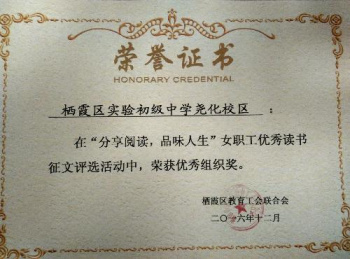 荣誉证书
HONORARY CREDENTIAL
栖霞区实验初级中学尧化校区：
在“分享阅读，品味人生”女职工优秀读书
征文评选活动中，荣获优秀组织奖。
栖霞区教育工会联合会
二〇一六年十二月